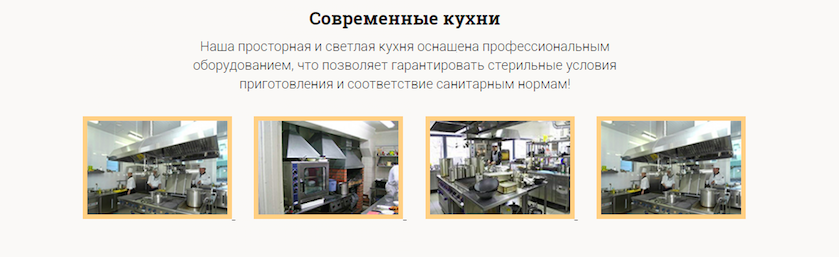 Современные кухни
Наша просторная и светлая кухня оснащена профессиональным
оборудованием, что позволяет гарантировать стерильные условия
приготовления и соответствие санитарным нормам!